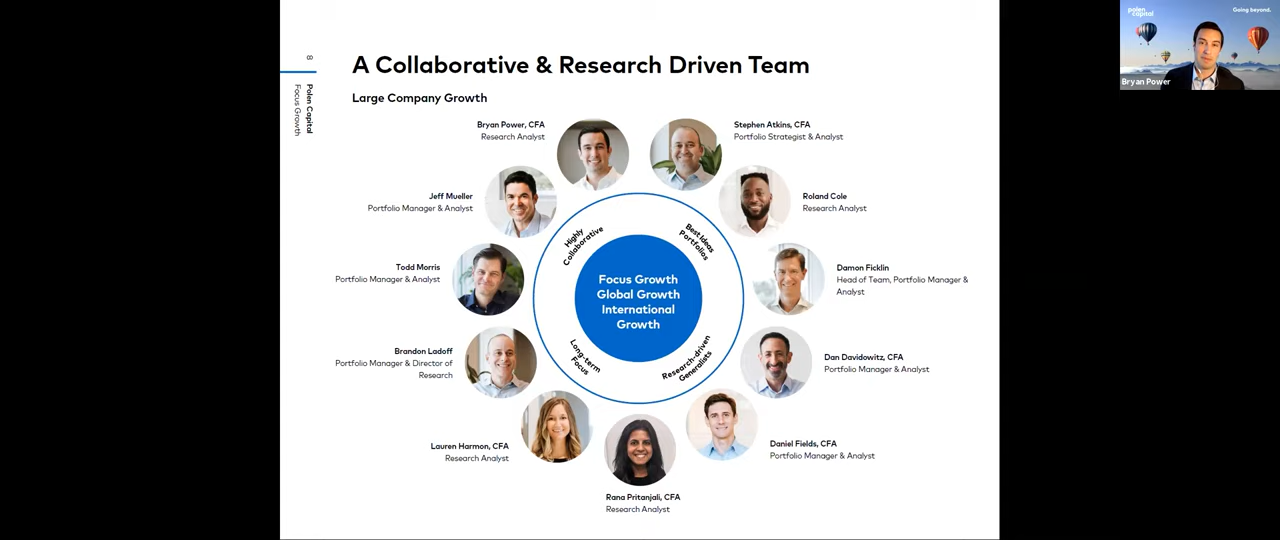 8
Polen Capital
Focus Growth
A Collaborative & Research Driven Team
Large Company Growth
Bryan Power, CFA
Research Analyst
Stephen Atkins, CFA
Portfolio Strategist & Analyst
Jeff Mueller
Portfolio Manager & Analyst
Roland Cole
Research Analyst
Todd Morris
Portfolio Manager & Analyst
Damon Ficklin
Head of Team, Portfolio Manager &
Analyst
Brandon Ladoff
Portfolio Manager & Director of
Research
Dan Davidowitz, CFA
Portfolio Manager & Analyst
Lauren Harmon, CFA
Research Analyst
Daniel Fields, CFA
Portfolio Manager & Analyst
Rana Pritanjali, CFA
Research Analyst
Highly
Collaborative
Best Ideas
Portfolios
Long-term
Focus
Research-driven
Generalists
Focus Growth
Global Growth
International
Growth
polen
capital
Going beyond.
Bryan Power